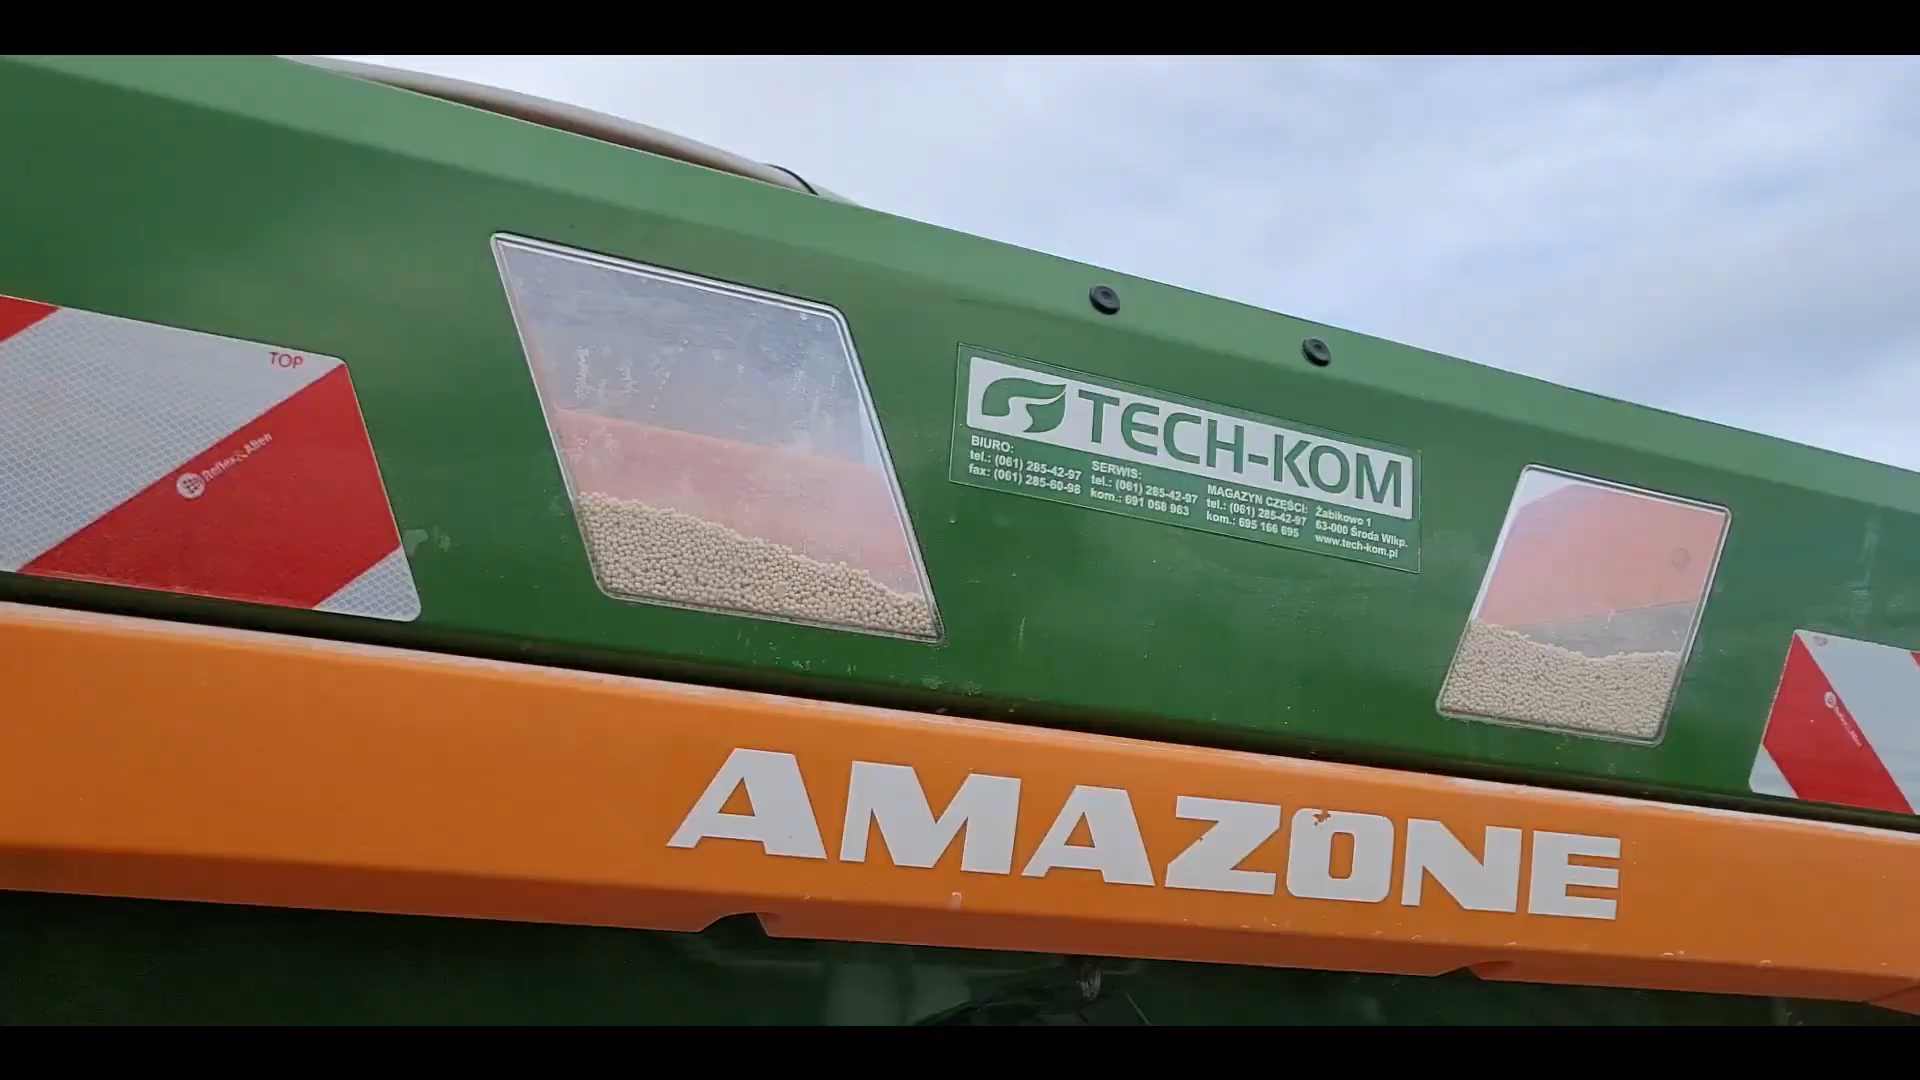 TOP
Reflex & Allen
TECH-KOM
BIURO:
tel.: (061) 285-42-97
fax: (061) 285-60-98
SERWIS:
tel.: (061) 285-42-97
kom.: 691 058 963
MAGAZYN CZĘŚCI:
tel.: (061) 285-42-97
kom.: 695 166 695
Żabikowo 1
63-000 Środa Wlkp.
www.tech-kom.pl
AMAZONE